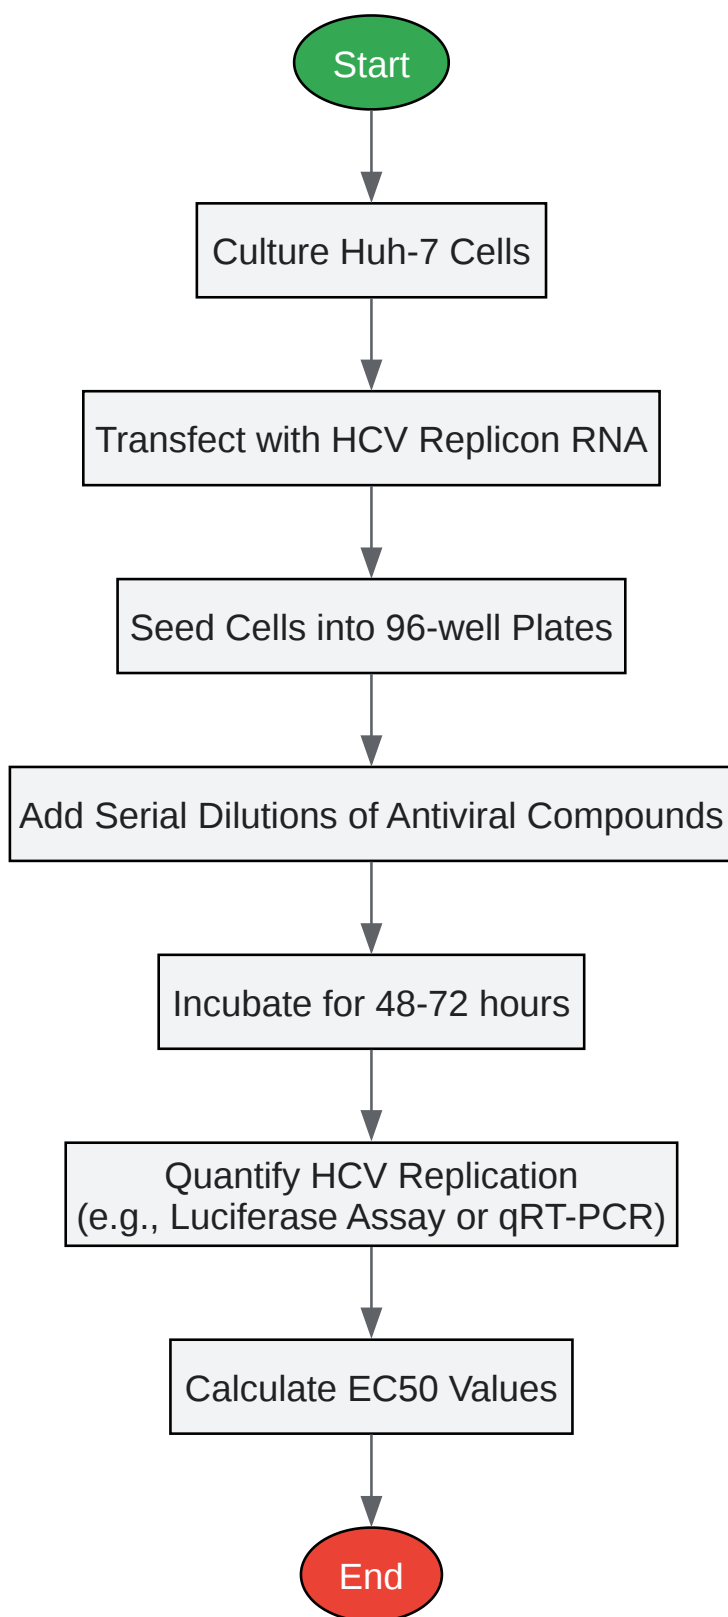 Start
Culture Huh-7 Cells
Transfect with HCV Replicon RNA
Seed Cells into 96-well Plates
Add Serial Dilutions of Antiviral Compounds
Incubate for 48-72 hours
Quantify HCV Replication
(e.g., Luciferase Assay or qRT-PCR)
Calculate EC50 Values
End